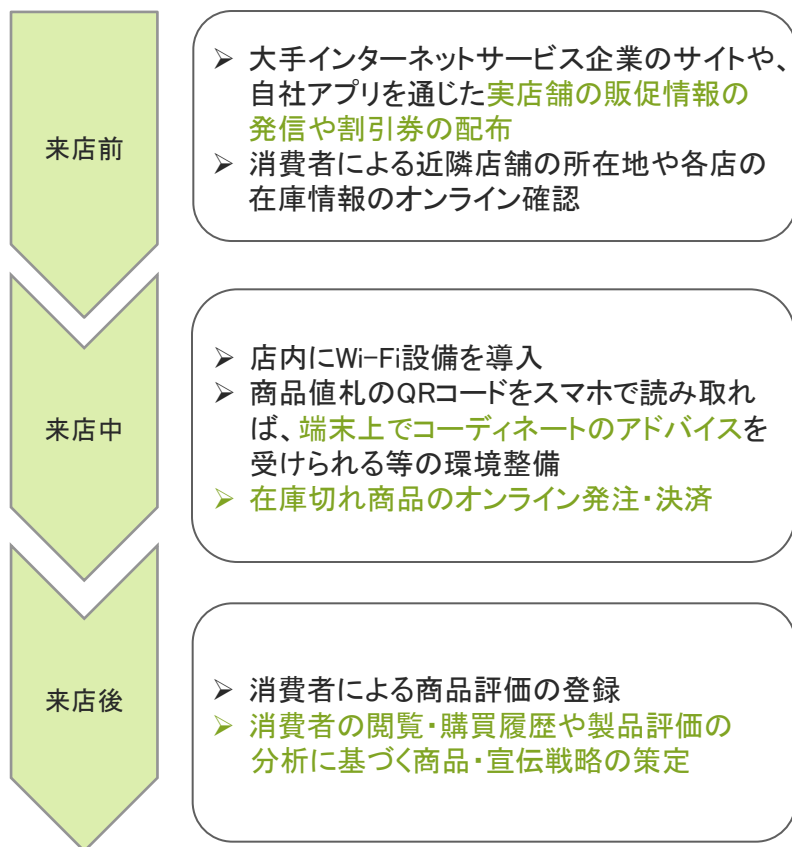 来店前
➢ 大手インターネットサービス企業のサイトや、
自社アプリを通じた実店舗の販促情報の
発信や割引券の配布
➢ 消費者による近隣店舗の所在地や各店の
在庫情報のオンライン確認
来店中
➢ 店内にWi-Fi設備を導入
➢ 商品値札のQRコードをスマホで読み取れ
ば、端末上でコーディネートのアドバイスを
受けられる等の環境整備
➢ 在庫切れ商品のオンライン発注・決済
来店後
➢ 消費者による商品評価の登録
➢ 消費者の閲覧・購買履歴や製品評価の
分析に基づく商品・宣伝戦略の策定